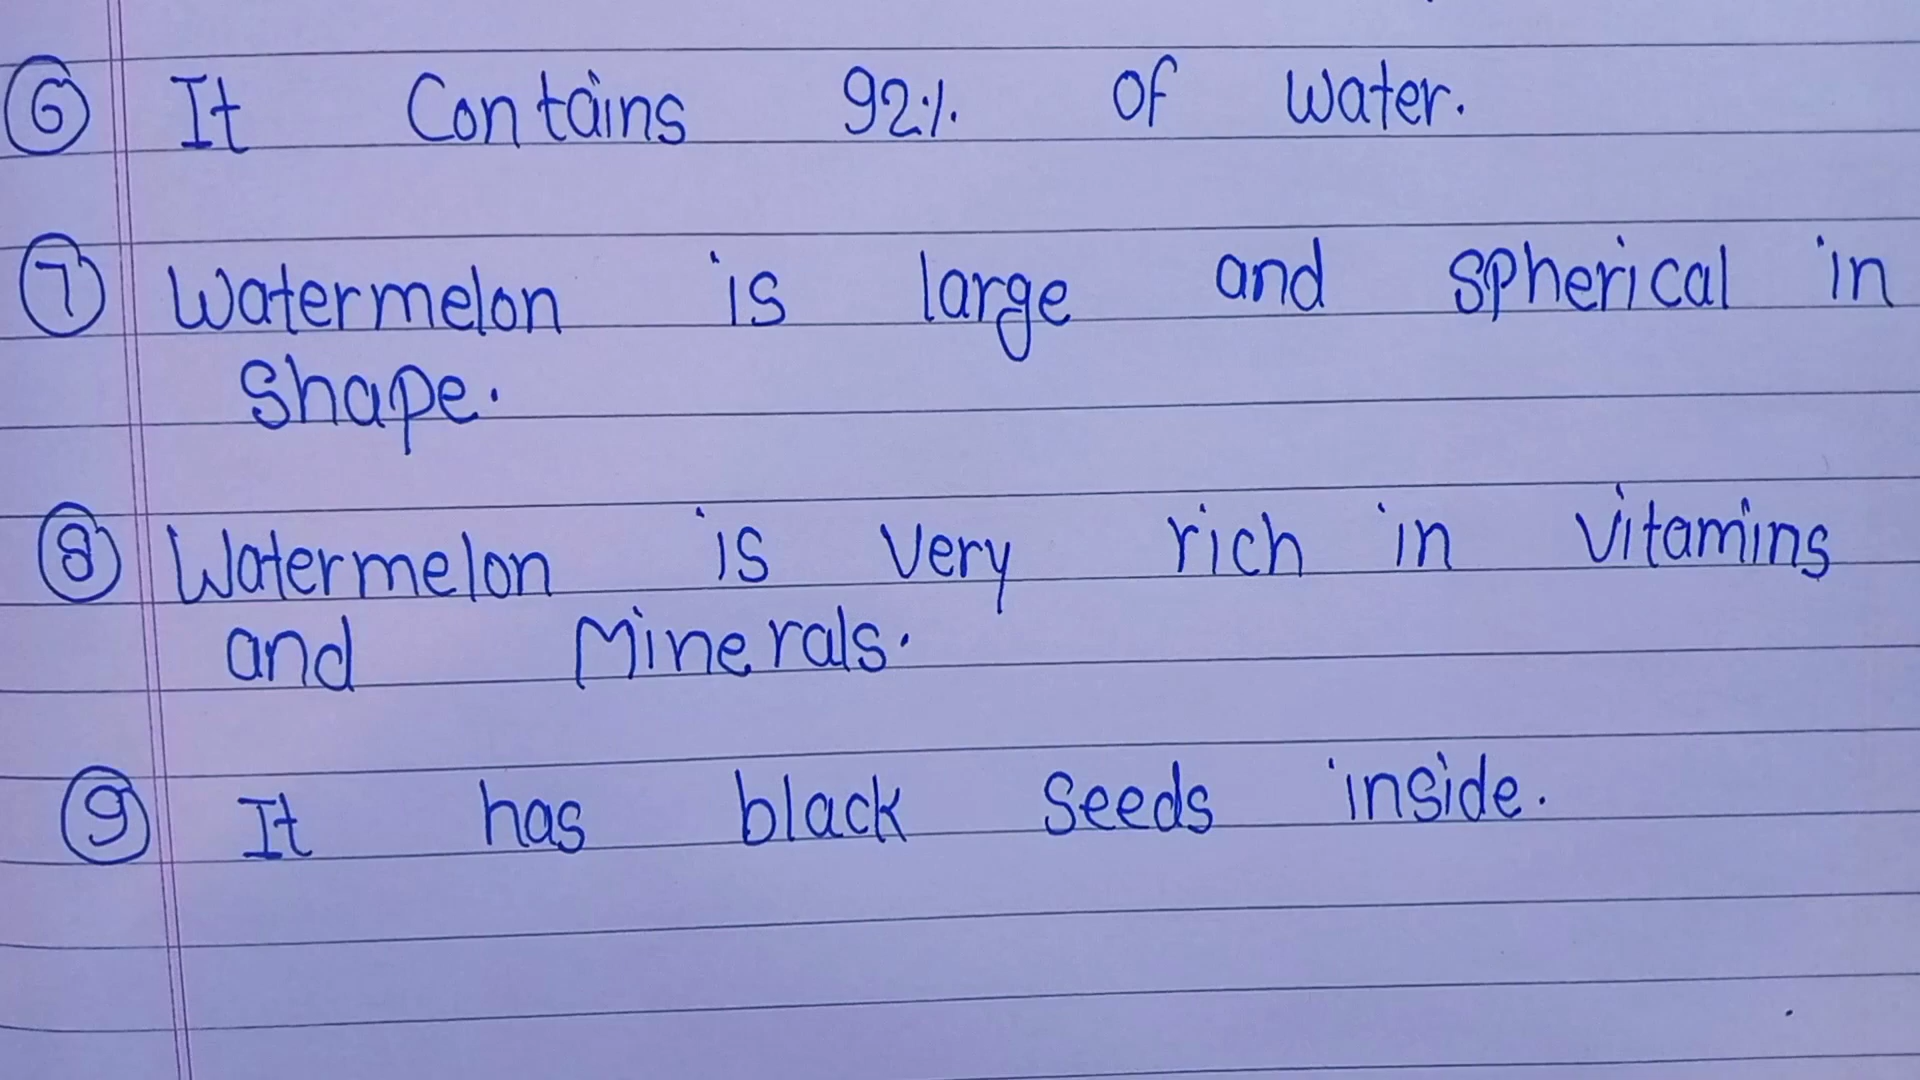 6 It Contains 92% of water.
7 Watermelon is large and spherical in
shape.
8 Watermelon is very rich in vitamins
and Minerals.
9 It has black seeds inside.